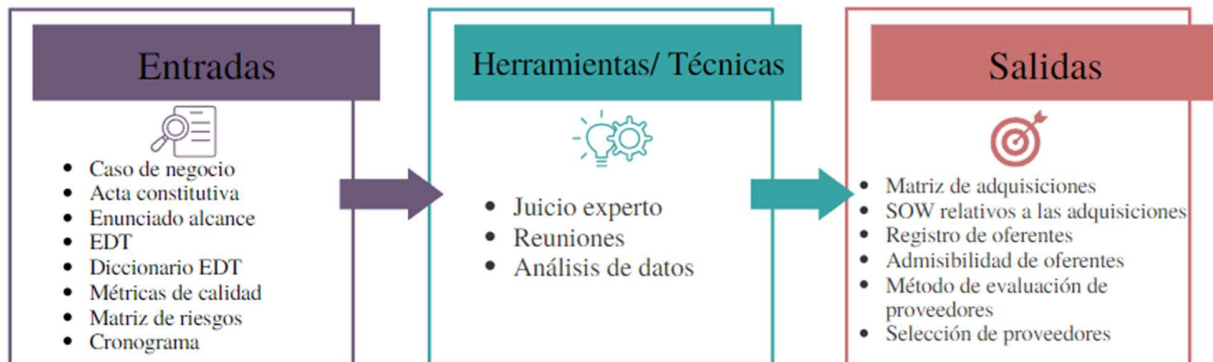 Entradas
Caso de negocio
Acta constitutiva
Enunciado alcance
EDT
Diccionario EDT
Métricas de calidad
Matriz de riesgos
Cronograma
Herramientas/ Técnicas
Juicio experto
Reuniones
Análisis de datos
Salidas
Matriz de adquisiciones
SOW relativos a las adquisiciones
Registro de oferentes
Admisibilidad de oferentes
Método de evaluación de
proveedores
Selección de proveedores